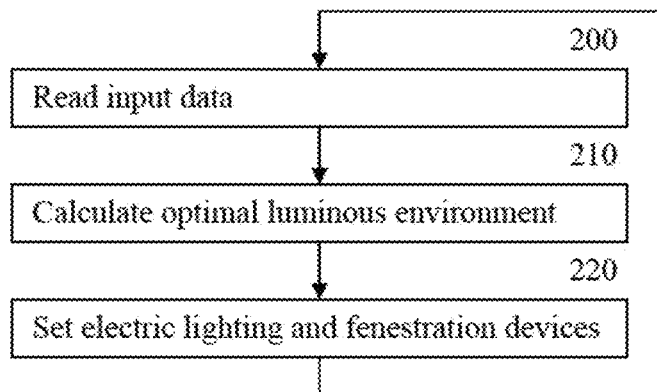 200
Read input data
210
Calculate optimal luminous environment
220
Set electric lighting and fenestration devices